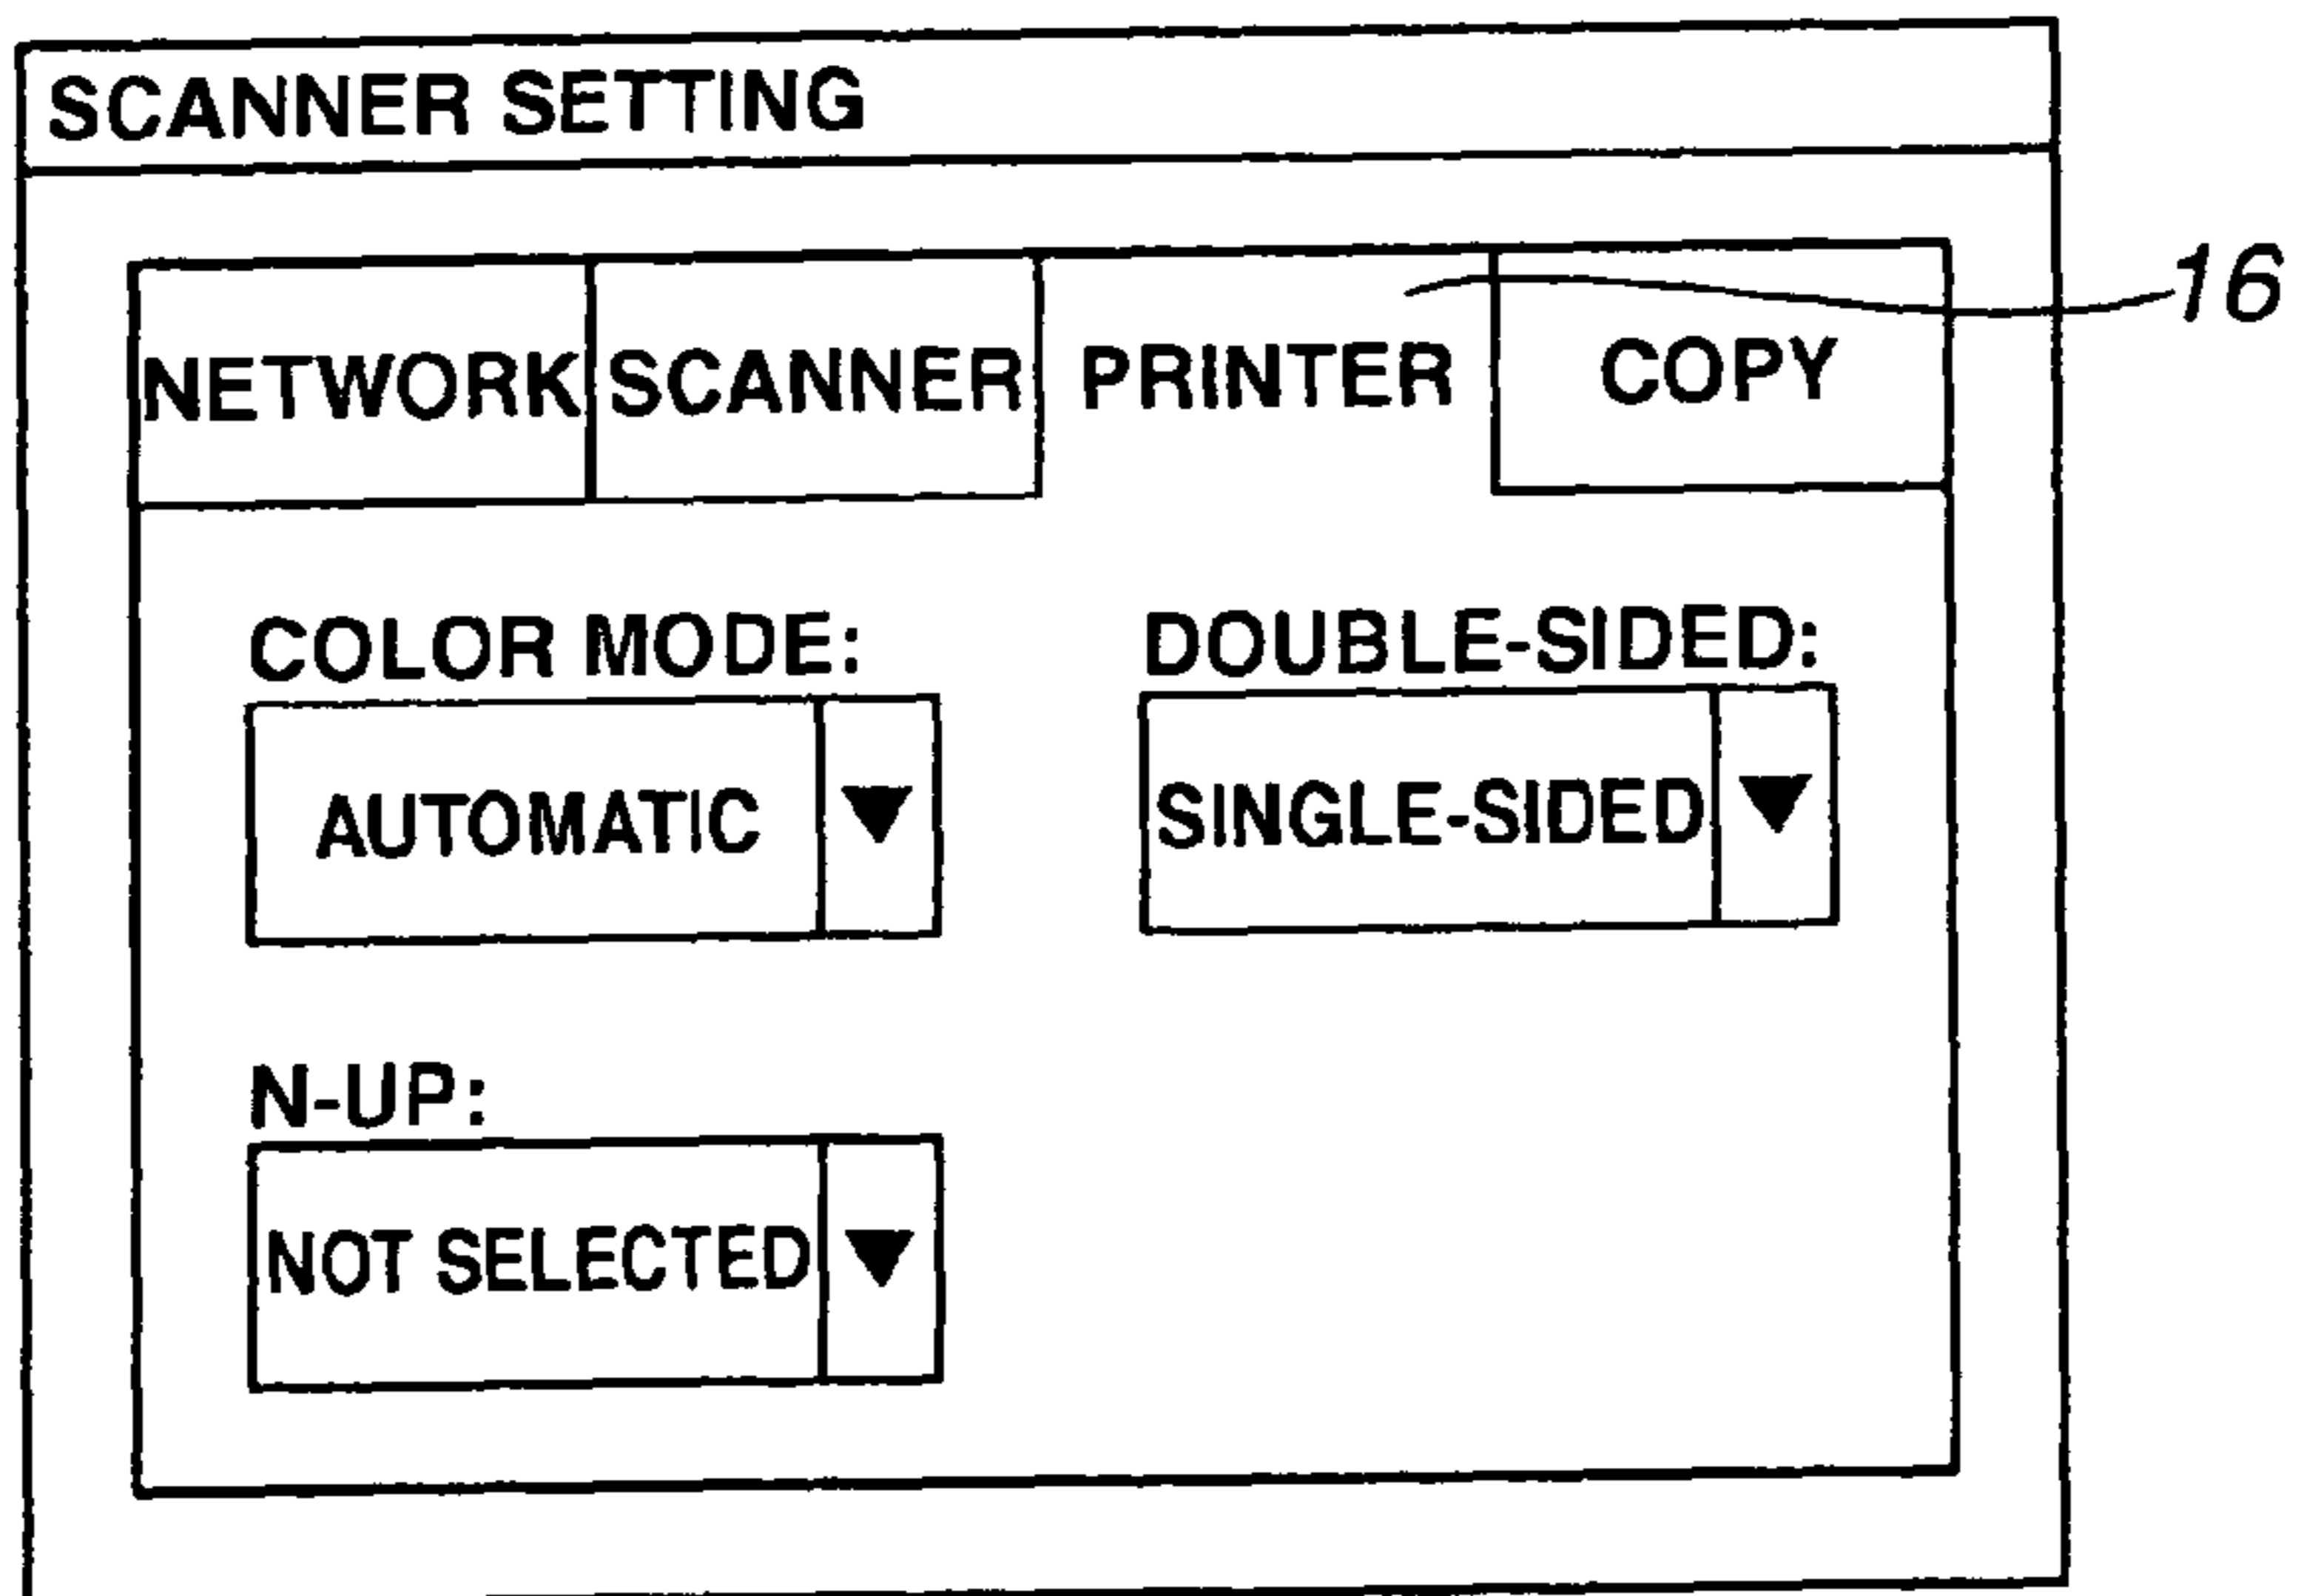 SCANNER SETTING
NETWORK SCANNER PRINTER COPY 16
COLOR MODE: DOUBLE-SIDED:
AUTOMATIC ▼ SINGLE-SIDED ▼
N-UP:
NOT SELECTED ▼